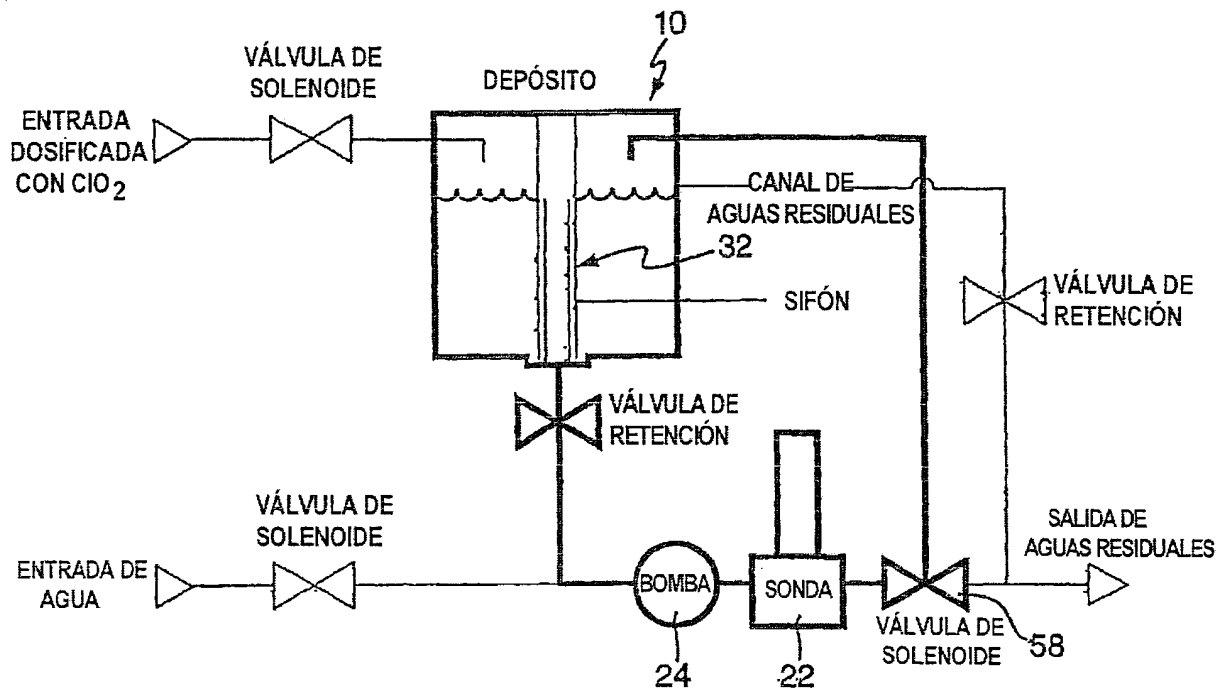 10
VÁLVULA DE
SOLENOIDE
DEPÓSITO
ENTRADA
DOSIFICADA
CON ClO2
CANAL DE
AGUAS RESIDUALES
32
SIFÓN
VÁLVULA DE
RETENCIÓN
VÁLVULA DE
RETENCIÓN
VÁLVULA DE
SOLENOIDE
ENTRADA DE
AGUA
BOMBA
SONDA
SALIDA DE
AGUAS RESIDUALES
VÁLVULA DE
SOLENOIDE
58
24
22